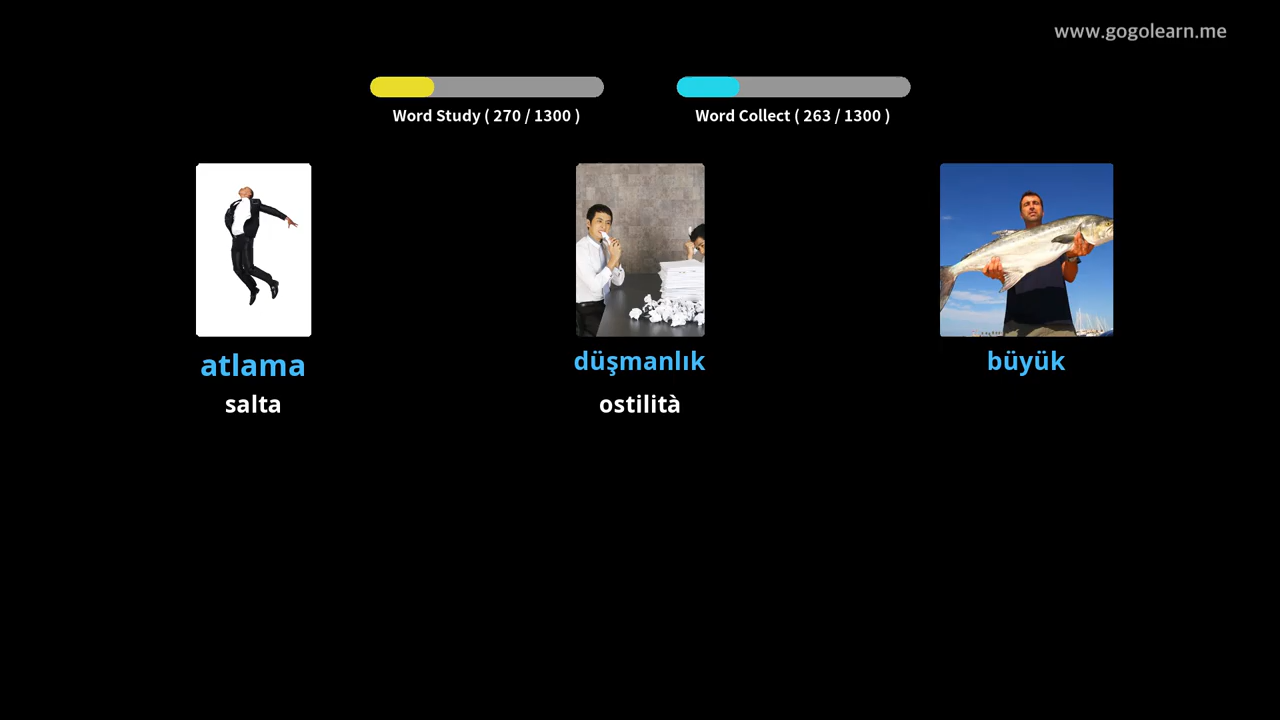 www.gogolearn.me
Word Study ( 270 / 1300 )
Word Collect ( 263 / 1300 )
atlama
düşmanlık
büyük
salta
ostilità